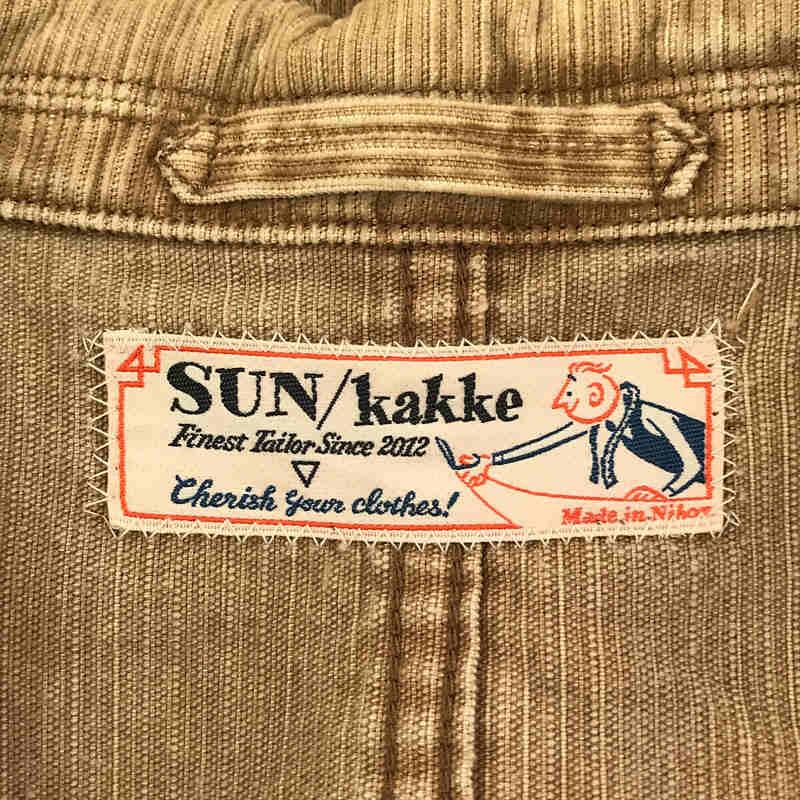 SUN/kakke
Finest Tailor Since 2012
Cherish your clothes!
Made in Nihon